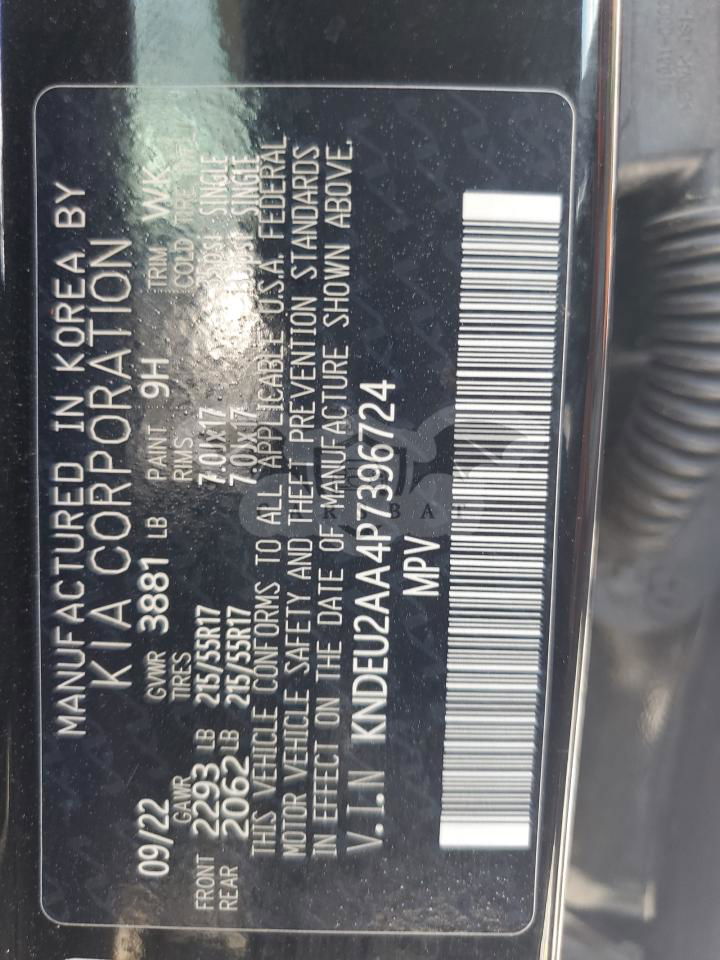 MANUFACTURED IN KOREA BY
KIA CORPORATION
09/22 GVWR 3881 LB PAINT 9H TRIM WK
GAWR TIRES RIMS COLD TIRE
FRONT 2293 LB 215/55R17 7.0Jx17 SINGLE
REAR 2062 LB 215/55R17 7.0Jx17 SINGLE
THIS VEHICLE CONFORMS TO ALL APPLICABLE U.S.A. FEDERAL
MOTOR VEHICLE SAFETY AND THEFT PREVENTION STANDARDS
IN EFFECT ON THE DATE OF MANUFACTURE SHOWN ABOVE.
V.I.N KNDEU2AA4P7396724
MPV